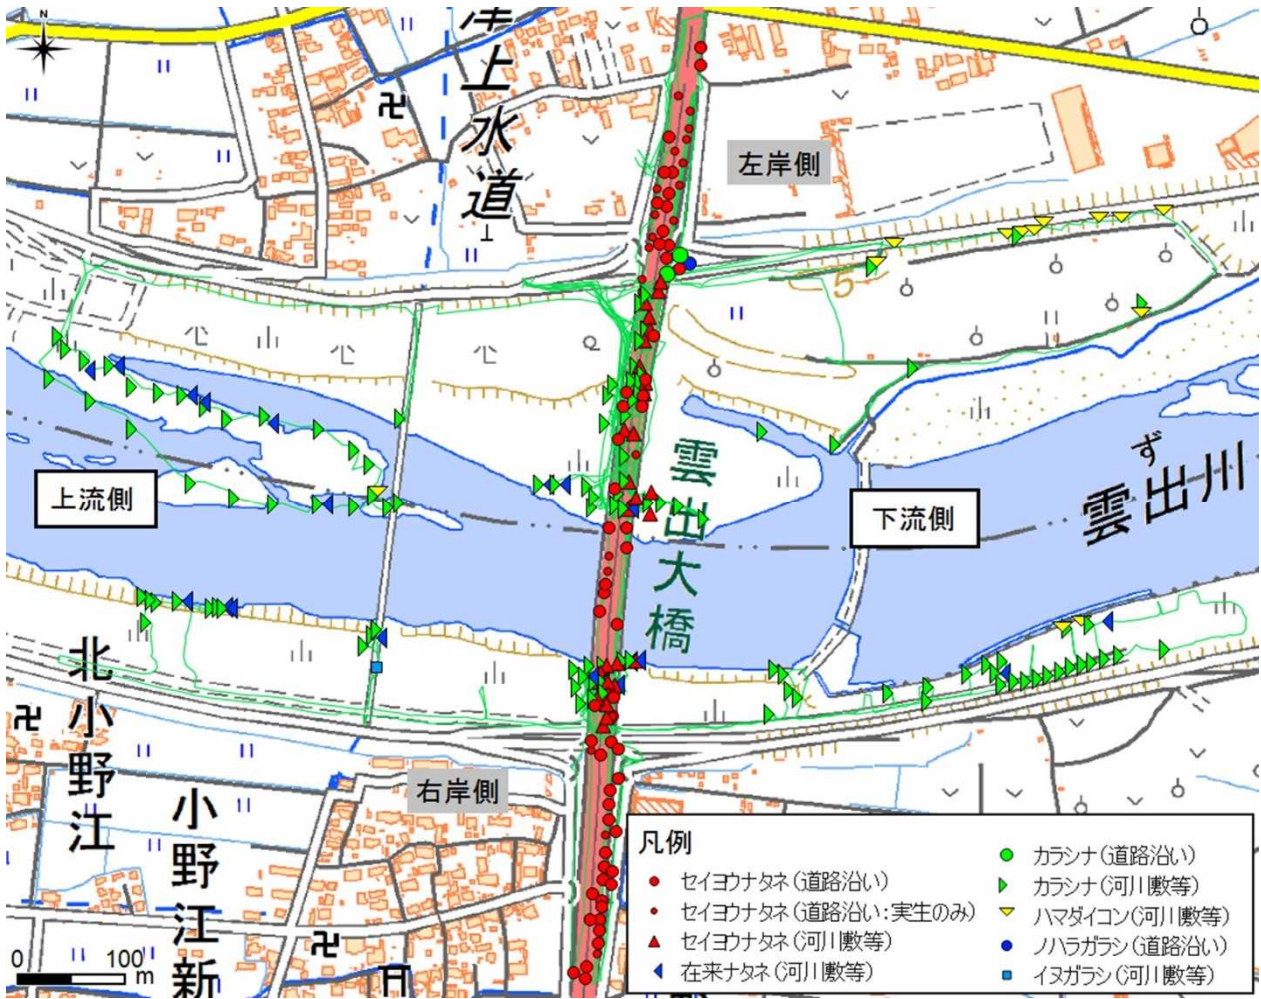 N
津上水道
左岸側
5
上流側
雲出大橋
下流側
ず
雲出川
北小野江
小野江新
右岸側
0 100
m
凡例
セイヨウナタネ(道路沿い)
セイヨウナタネ(道路沿い:実生のみ)
セイヨウナタネ(河川敷等)
在来ナタネ(河川敷等)
カラシナ(道路沿い)
カラシナ(河川敷等)
ハマダイコン(河川敷等)
ノハラガラシ(道路沿い)
イヌガラシ(河川敷等)